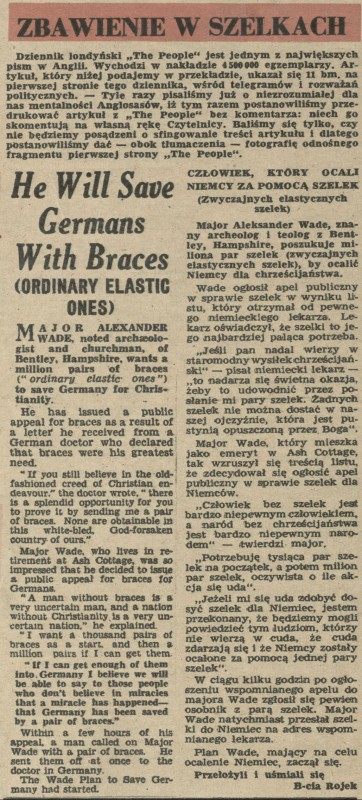 ZBAWIENIE W SZELKACH
Dziennik londyński „The People" jest jednym z największych
pism w Anglii. Wychodzi w nakładzie 4 500 000 egzemplarzy. Ar-
tykuł, który niżej podajemy w przekładzie, ukazał się 11 bm. na
pierwszej stronie tego dziennika, wśród telegramów i rozważań
politycznych. — Tyle razy pisaliśmy już o niezrozumiałej dla
nas mentalności Anglosasów, iż tym razem postanowiliśmy prze-
drukować artykuł z „The People" bez komentarza: niech go
skomentują na własną rękę Czytelnicy. Baliśmy się tylko, czy
nie będziemy posądzeni o sfingowanie treści artykułu i dlatego
postanowiliśmy dać — obok tłumaczenia — fotografię odnośnego
fragmentu pierwszej strony „The People".
He Will Save
Germans
With Braces
(ORDINARY ELASTIC
ONES)
MAJOR ALEXANDER
WADE, noted archæolo-
gist and churchman, of
Bentley, Hampshire, wants a
million pairs of braces
("ordinary elastic ones")
to save Germany for Chris-
tianity.
He has issued a public
appeal for braces as a result of
a letter he received from a
German doctor who declared
that braces were his greatest
need.
"If you still believe in the old-
fashioned creed of Christian en-
deavour," the doctor wrote, "there
is a splendid opportunity for you
to prove it by sending me a pair
of braces. None are obtainable in
this white-bled, God-forsaken
country of ours."
Major Wade, who lives in re-
tirement at Ash Cottage, was so
impressed that he decided to issue
a public appeal for braces for
Germans.
"A man without braces is a
very uncertain man, and a nation
without Christianity is a very un-
certain nation," he explained.
"I want a thousand pairs of
braces as a start, and then a
million pairs if I can get them.
"If I can get enough of them
into Germany I believe we will
be able to say to those people
who don't believe in miracles
that a miracle has happened—
that Germany has been saved
by a pair of braces."
Within a few hours of his
appeal, a man called on Major
Wade with a pair of braces. He
sent them off at once to the
doctor in Germany.
The Wade Plan to Save Ger-
many had started.
CZŁOWIEK, KTÓRY OCALI
NIEMCY ZA POMOCĄ SZELEK
(Zwyczajnych elastycznych
szelek)
Major Aleksander Wade, zna-
ny archeolog i teolog z Bent-
ley, Hampshire, poszukuje mi-
liona par szelek (zwyczajnych
elastycznych szelek), by ocalić
Niemcy dla chrześcijaństwa.
Wade ogłosił apel publiczny
w sprawie szelek w wyniku li-
stu, który otrzymał od pewne-
go niemieckiego lekarza. Le-
karz oświadczył, że szelki to je-
go najbardziej paląca potrzeba.
„Jeśli pan nadal wierzy w
staromodny wysiłek chrześcijań-
ski" — pisał niemiecki lekarz —
„to nadarza się świetna okazja,
żeby to udowodnić przez po-
słanie mi pary szelek. Żadnych
szelek nie można dostać w na-
szej ojczyźnie, która jest pu-
stynią opuszczoną przez Boga".
Major Wade, który mieszka
jako emeryt w Ash Cottage,
tak wzruszył się treścią listu,
że zdecydował się ogłosić apel
publiczny w sprawie szelek dla
Niemców.
„Człowiek bez szelek jest
bardzo niepewnym człowiekiem,
a naród bez chrześcijaństwa
jest bardzo niepewnym naro-
dem" — twierdzi major.
„Potrzebuję tysiąca par sze-
lek na początek, a potem milion
par szelek, oczywista o ile ak-
cja się uda".
„Jeżeli mi się uda zdobyć do-
syć szelek dla Niemiec, jestem
przekonany, że będziemy mogli
powiedzieć tym ludziom, którzy
nie wierzą w cuda, że cuda
zdarzają się i że Niemcy zostały
ocalone za pomocą jednej pary
szelek".
W ciągu kilku godzin po ogło-
szeniu wspomnianego apelu do
majora Wade zgłosił się pewien
osobnik z parą szelek. Major
Wade natychmiast przesłał szel-
ki do Niemiec na adres wspom-
nianego lekarza.
Plan Wade, mający na celu
ocalenie Niemiec, zaczął się.
Przełożyli i uśmiali się
B-cia Rojek